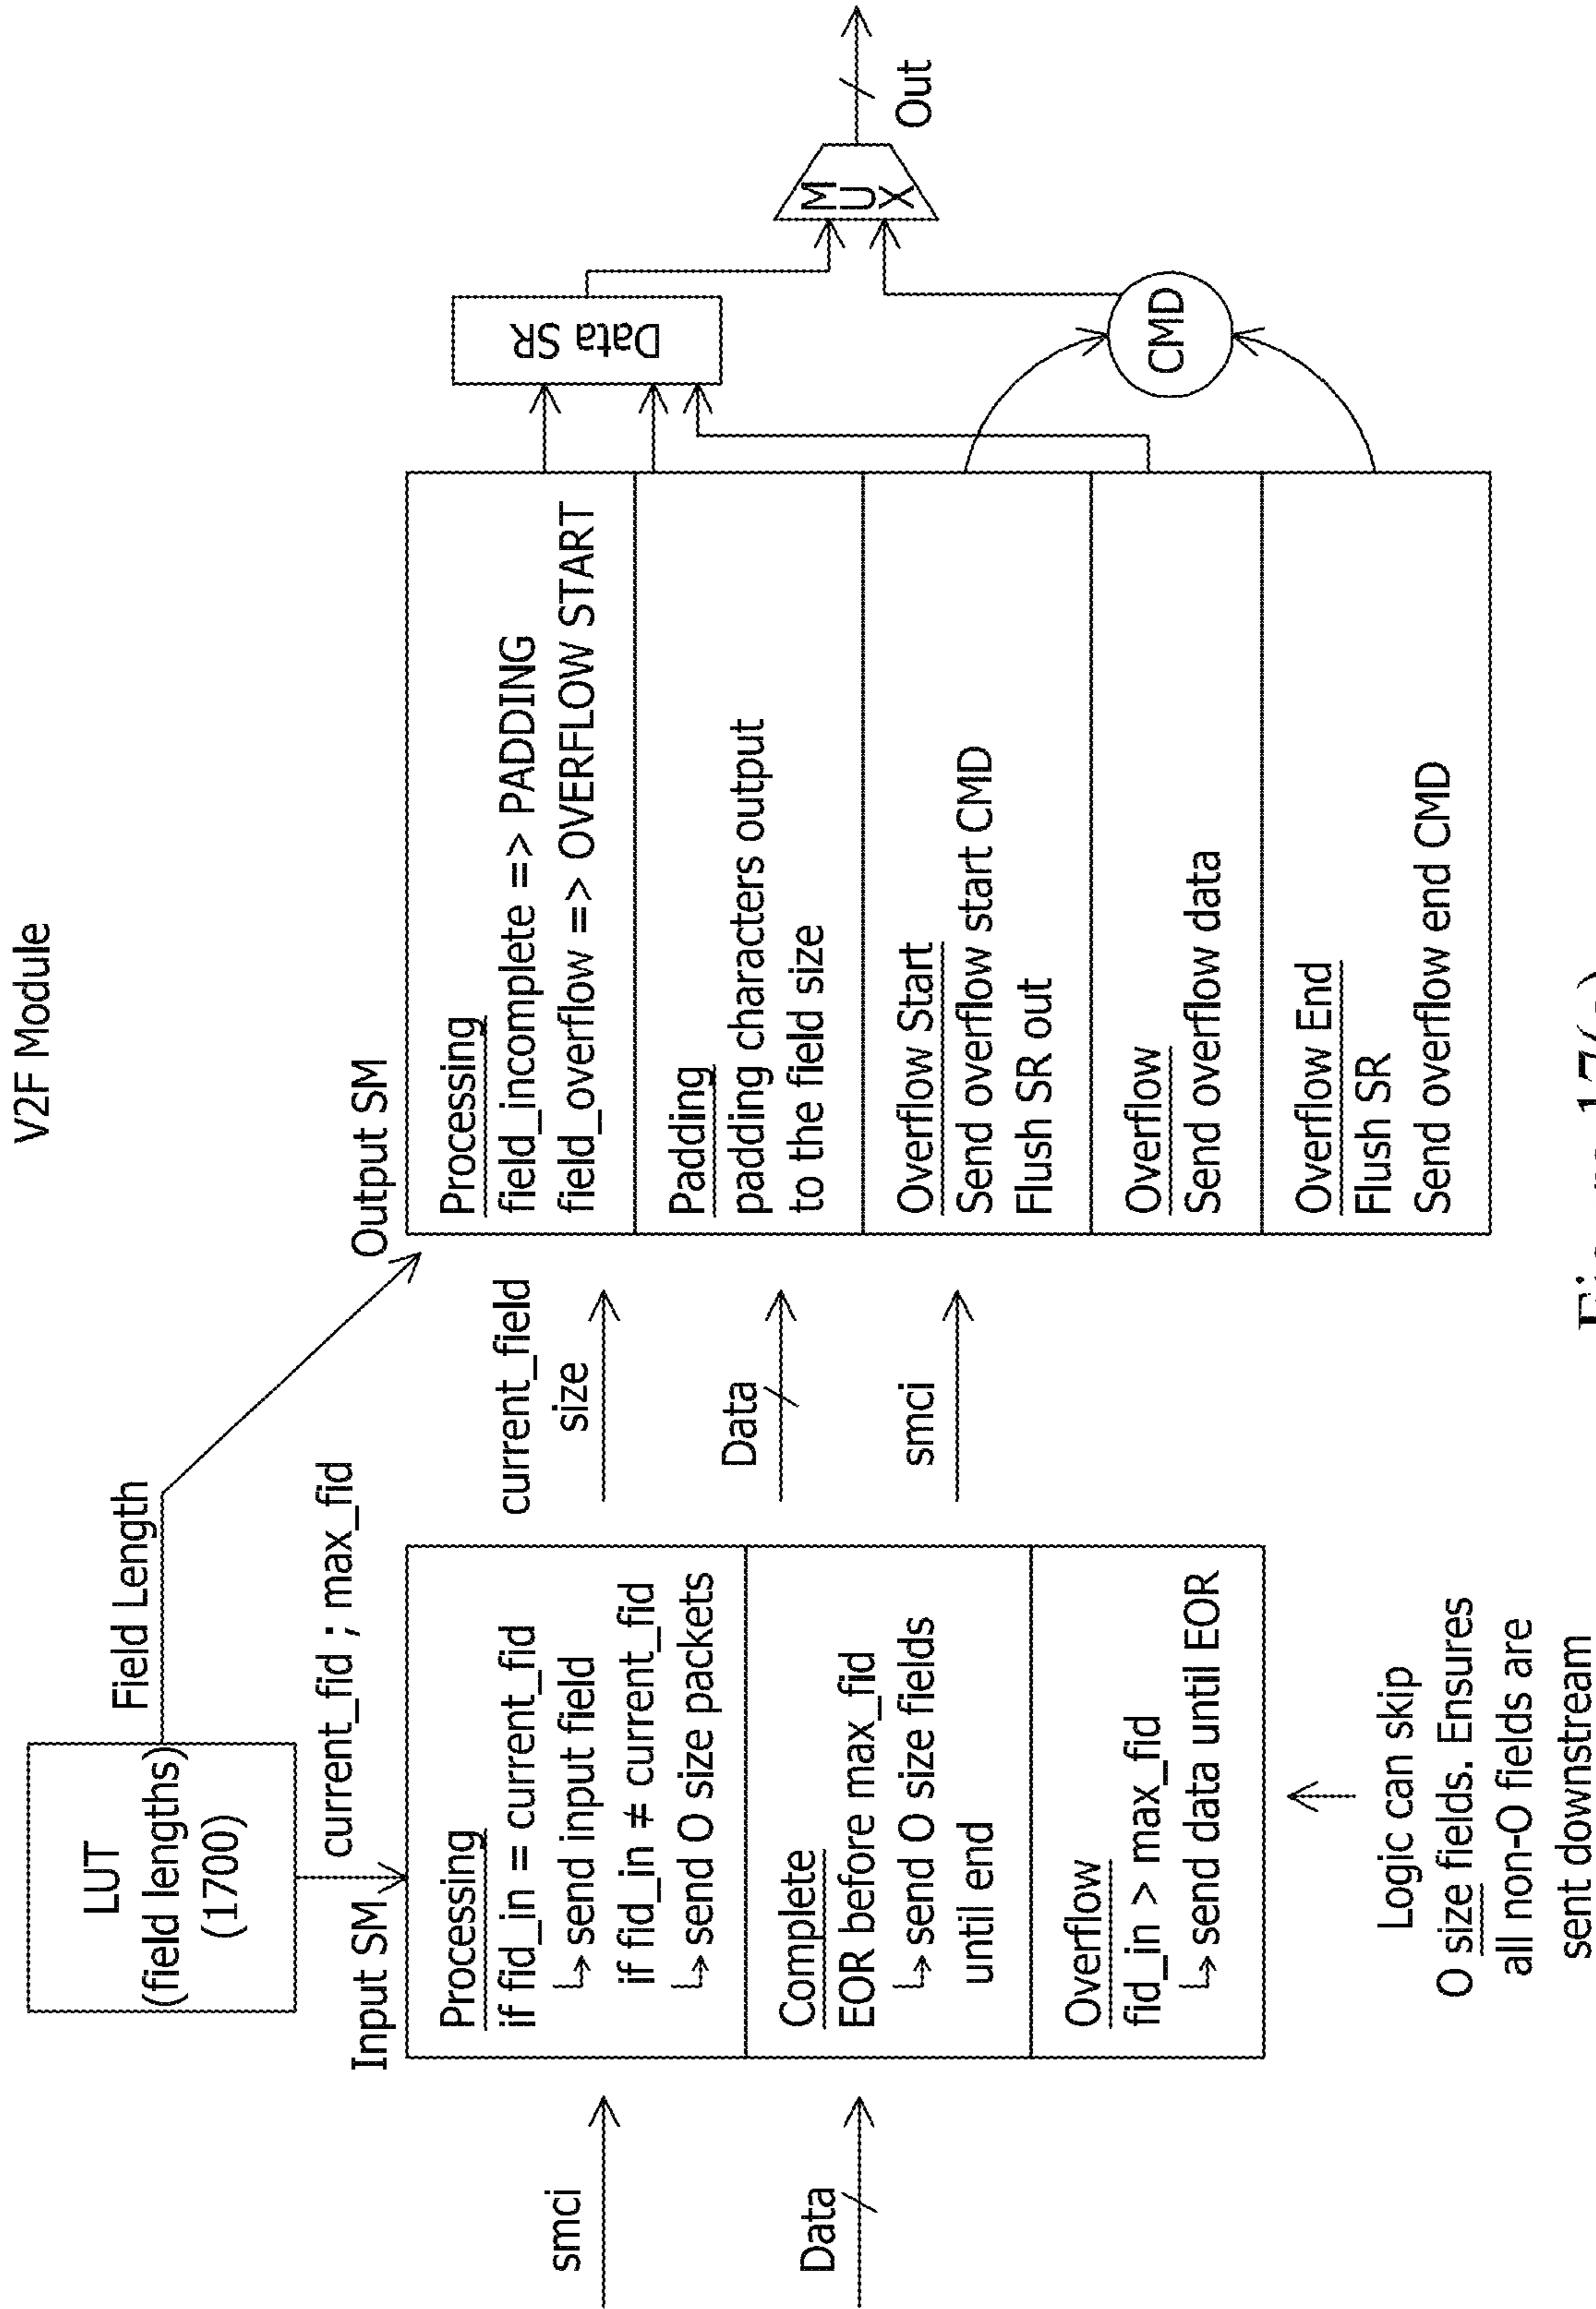 V2F Module
LUT
(field lengths)
(1700)
Field Length
current_fid ; max_fid
Input SM
smci
Data
Processing
if fid_in = current_fid
↳ send input field
if fid_in ≠ current_fid
↳ send O size packets
Complete
EOR before max_fid
↳ send O size fields
until end
Overflow
fid_in > max_fid
↳ send data until EOR
Logic can skip
O size fields. Ensures
all non-O fields are
sent downstream
current_field
size
Data
smci
Output SM
Processing
field_incomplete => PADDING
field_overflow => OVERFLOW START
Padding
padding characters output
to the field size
Overflow Start
Send overflow start CMD
Flush SR out
Overflow
Send overflow data
Overflow End
Flush SR
Send overflow end CMD
Data SR
CMD
MUX
Out